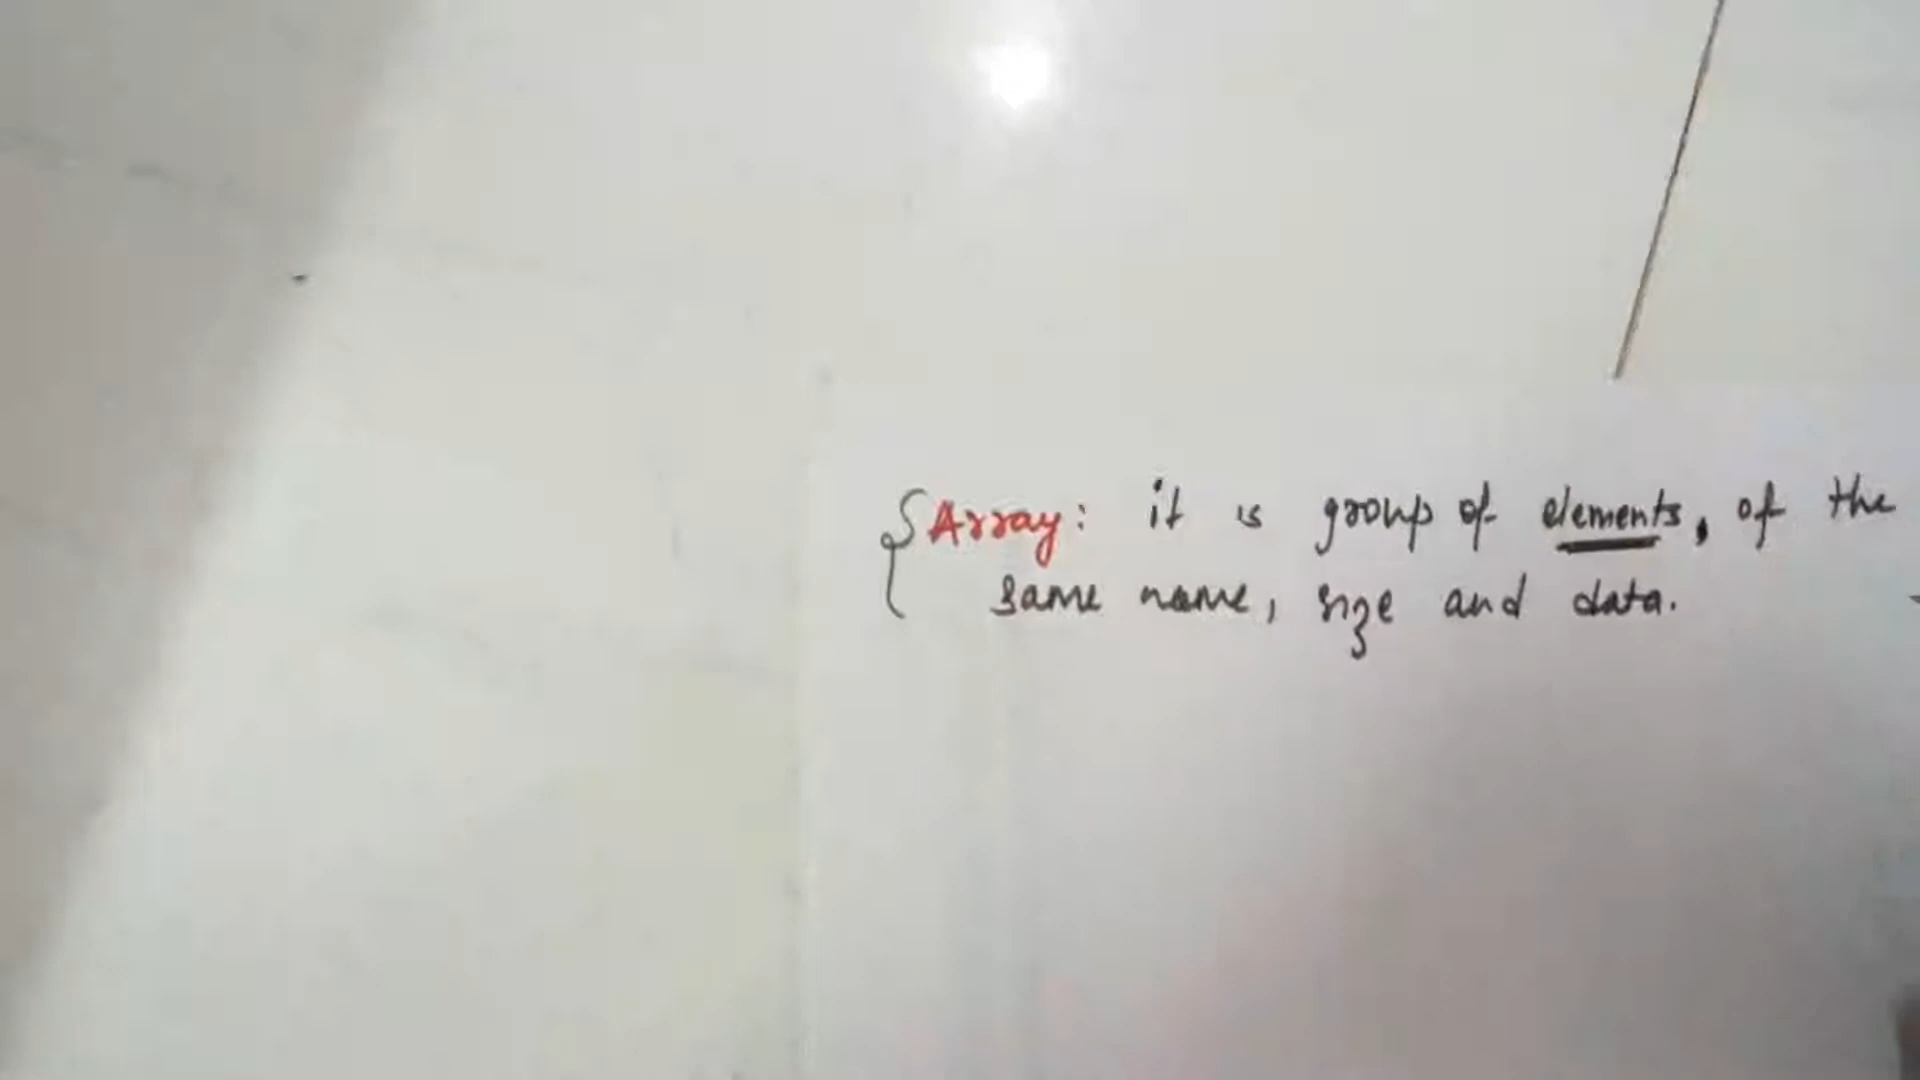 Array: it is group of elements, of the
same name, size and data.